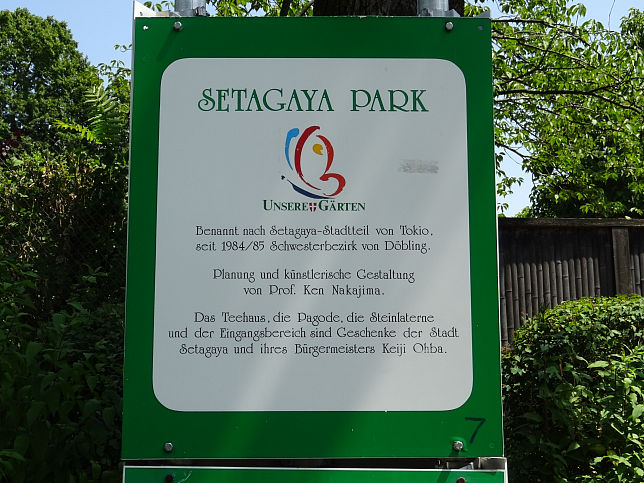 SETAGAYA PARK
UNSERE GÄRTEN
Benannt nach Setagaya-Stadtteil von Tokio,
seit 1984/85 Schwesterbezirk von Döbling.
Planung und künstlerische Gestaltung
von Prof. Ken Nakajima.
Das Teehaus, die Pagode, die Steinlaterne
und der Eingangsbereich sind Geschenke der Stadt
Setagaya und ihres Bürgermeisters Keiji Ohba.
7